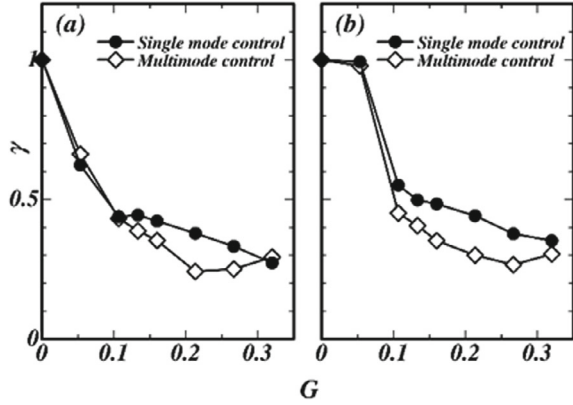 (a)
Single mode control
Multimode control
(b)
Single mode control
Multimode control
1
0.5
0
γ
0
0.1
0.2
0.3
0
0.1
0.2
0.3
G